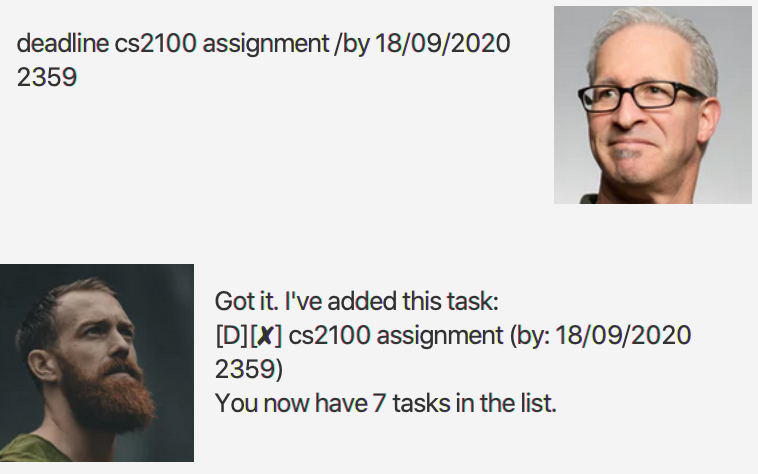 deadline cs2100 assignment /by 18/09/2020
2359
Got it. I've added this task:
[D][✘] cs2100 assignment (by: 18/09/2020
2359)
You now have 7 tasks in the list.